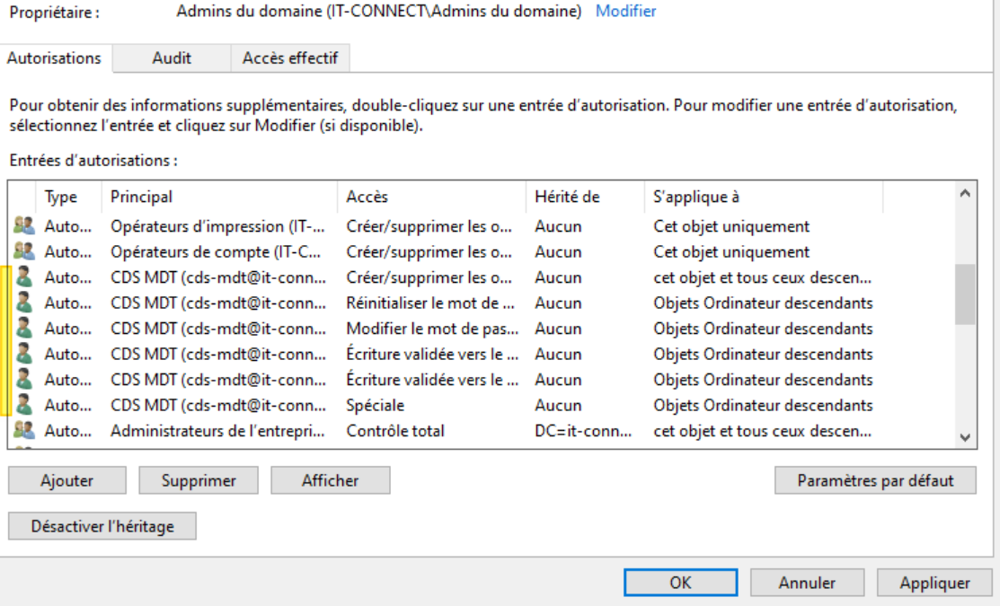 Propriétaire : Admins du domaine (IT-CONNECT\Admins du domaine) Modifier
Autorisations Audit Accès effectif
Pour obtenir des informations supplémentaires, double-cliquez sur une entrée d'autorisation. Pour modifier une entrée d'autorisation,
sélectionnez l'entrée et cliquez sur Modifier (si disponible).
Entrées d'autorisations :
Type Principal Accès Hérité de S'applique à
Auto... Opérateurs d'impression (IT-... Créer/supprimer les o... Aucun Cet objet uniquement
Auto... Opérateurs de compte (IT-C... Créer/supprimer les o... Aucun Cet objet uniquement
Auto... CDS MDT (cds-mdt@it-conn... Créer/supprimer les o... Aucun cet objet et tous ceux descen...
Auto... CDS MDT (cds-mdt@it-conn... Réinitialiser le mot de ... Aucun Objets Ordinateur descendants
Auto... CDS MDT (cds-mdt@it-conn... Modifier le mot de pas... Aucun Objets Ordinateur descendants
Auto... CDS MDT (cds-mdt@it-conn... Écriture validée vers le ... Aucun Objets Ordinateur descendants
Auto... CDS MDT (cds-mdt@it-conn... Écriture validée vers le ... Aucun Objets Ordinateur descendants
Auto... CDS MDT (cds-mdt@it-conn... Spéciale Aucun Objets Ordinateur descendants
Auto... Administrateurs de l'entrepri... Contrôle total DC=it-conn... cet objet et tous ceux descen...
Ajouter Supprimer Afficher Paramètres par défaut
Désactiver l'héritage
OK Annuler Appliquer